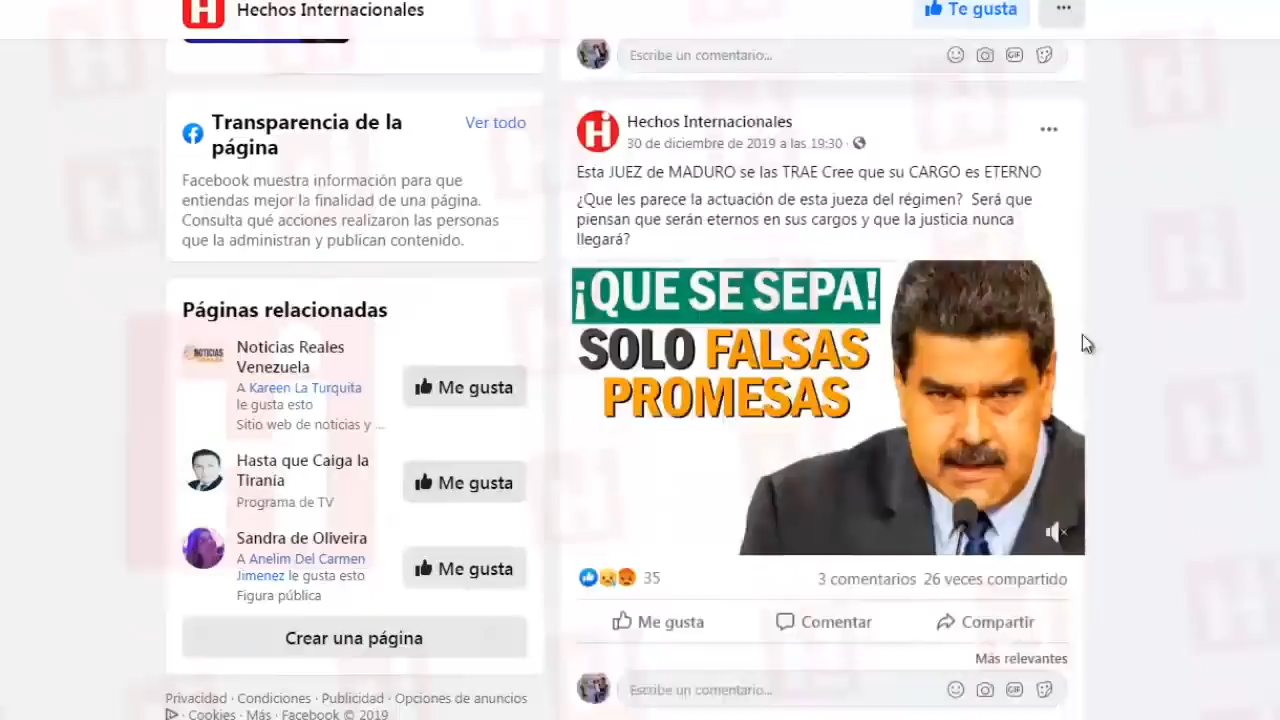 Hechos Internacionales
Te gusta
Escribe un comentario...
GIF
Transparencia de la
página
Ver todo
Facebook muestra información para que
entiendas mejor la finalidad de una página.
Consulta qué acciones realizaron las personas
que la administran y publican contenido.
Páginas relacionadas
Noticias Reales
Venezuela
A Kareen La Turquita
le gusta esto
Sitio web de noticias y ...
Me gusta
Hasta que Caiga la
Tiranía
Programa de TV
Me gusta
Sandra de Oliveira
A Anelim Del Carmen
Jimenez le gusta esto
Figura pública
Me gusta
Crear una página
Privacidad · Condiciones · Publicidad · Opciones de anuncios
· Cookies · Más · Facebook © 2019
Hechos Internacionales
30 de diciembre de 2019 a las 19:30 ·
Esta JUEZ de MADURO se las TRAE Cree que su CARGO es ETERNO
¿Que les parece la actuación de esta jueza del régimen? Será que
piensan que serán eternos en sus cargos y que la justicia nunca
llegará?
¡QUE SE SEPA!
SOLO FALSAS
PROMESAS
35
3 comentarios 26 veces compartido
Me gusta
Comentar
Compartir
Más relevantes
Escribe un comentario...
GIF